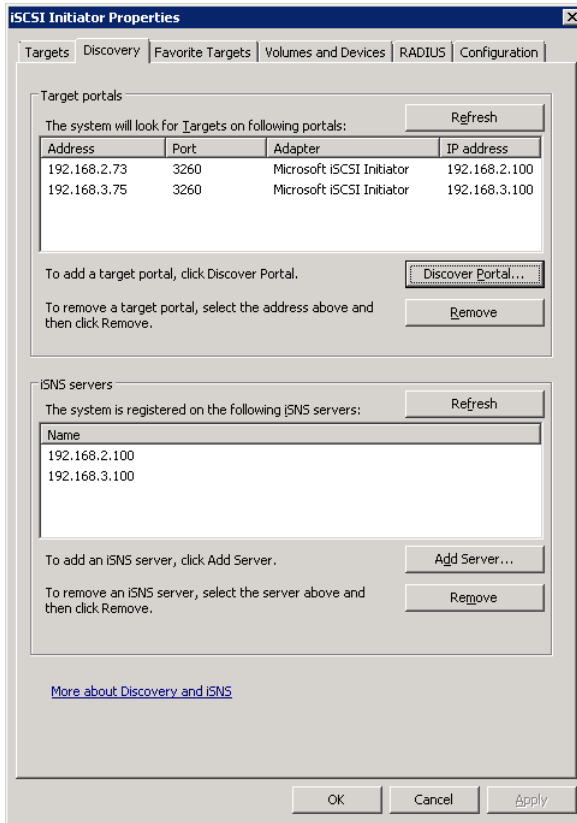 iSCSI Initiator Properties
Targets Discovery Favorite Targets Volumes and Devices RADIUS Configuration
Target portals
The system will look for Targets on following portals:
Refresh
Address Port Adapter IP address
192.168.2.73 3260 Microsoft iSCSI Initiator 192.168.2.100
192.168.3.75 3260 Microsoft iSCSI Initiator 192.168.3.100
To add a target portal, click Discover Portal.
Discover Portal...
To remove a target portal, select the address above and
then click Remove.
Remove
iSNS servers
The system is registered on the following iSNS servers:
Refresh
Name
192.168.2.100
192.168.3.100
To add an iSNS server, click Add Server.
Add Server...
To remove an iSNS server, select the server above and
then click Remove.
Remove
More about Discovery and iSNS
OK Cancel Apply